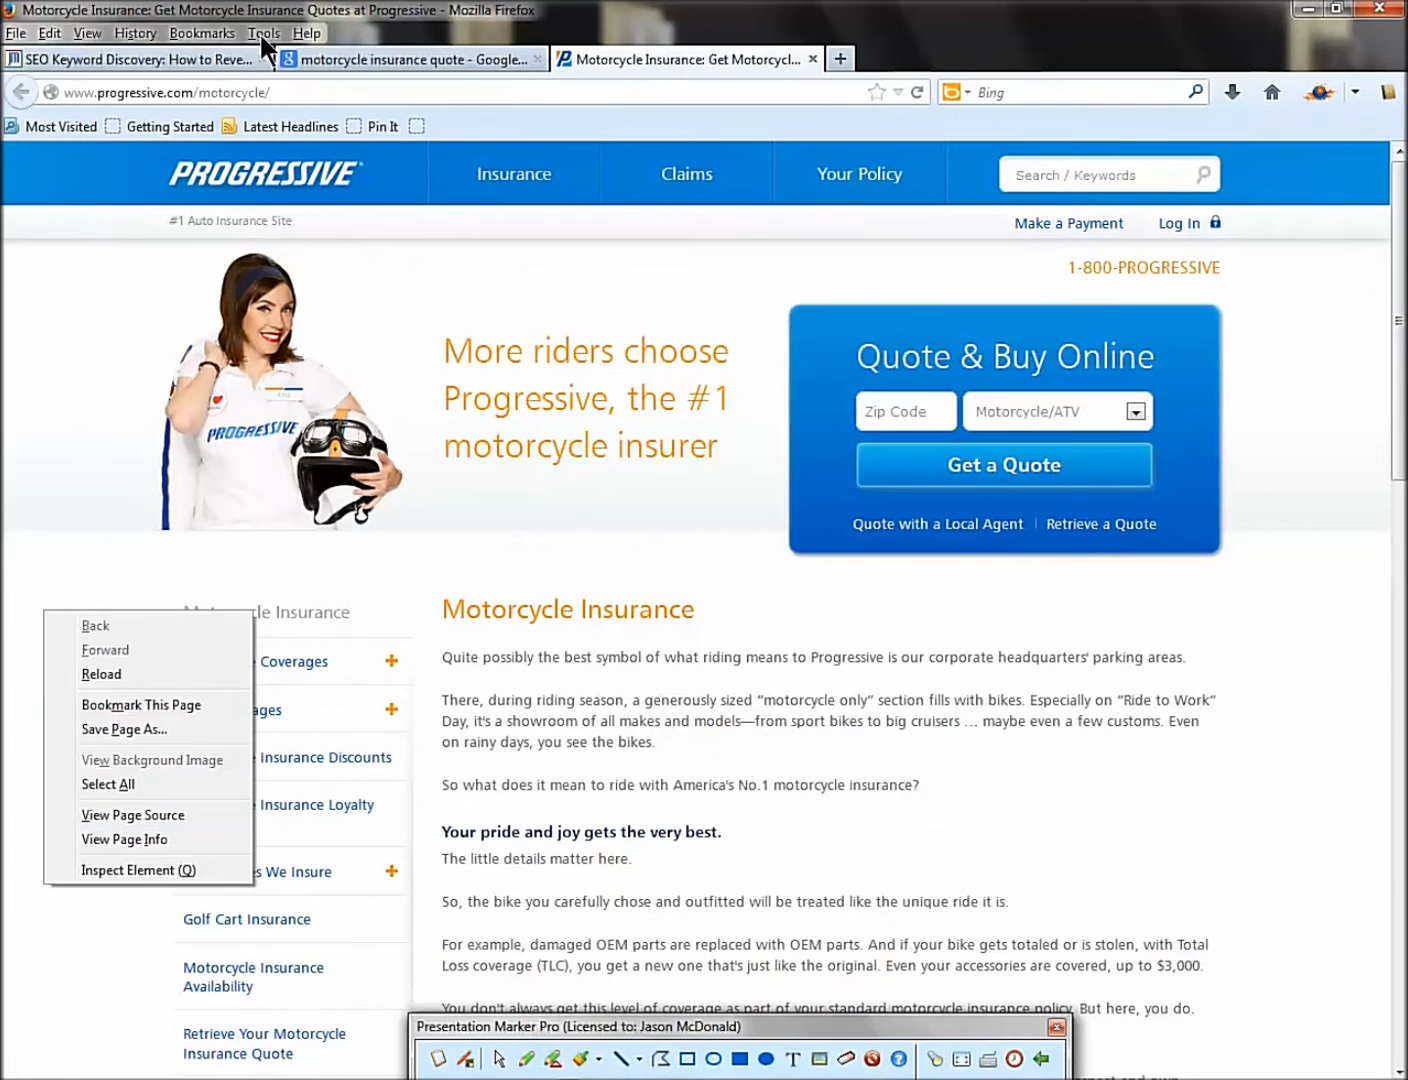 Motorcycle Insurance: Get Motorcycle Insurance Quotes at Progressive - Mozilla Firefox
File Edit View History Bookmarks Tools Help
SEO Keyword Discovery: How to Reve... motorcycle insurance quote - Google... Motorcycle Insurance: Get Motorcycl...
www.progressive.com/motorcycle/ Bing
Most Visited Getting Started Latest Headlines Pin It
PROGRESSIVE Insurance Claims Your Policy Search / Keywords
#1 Auto Insurance Site Make a Payment Log In
1-800-PROGRESSIVE
More riders choose
Progressive, the #1
motorcycle insurer
PROGRESSIVE
Quote & Buy Online
Zip Code Motorcycle/ATV
Get a Quote
Quote with a Local Agent Retrieve a Quote
Insurance
Coverages
Insurance Discounts
Insurance Loyalty
We Insure
Golf Cart Insurance
Motorcycle Insurance
Availability
Retrieve Your Motorcycle
Insurance Quote
Back
Forward
Reload
Bookmark This Page
Save Page As...
View Background Image
Select All
View Page Source
View Page Info
Inspect Element (Q)
Motorcycle Insurance
Quite possibly the best symbol of what riding means to Progressive is our corporate headquarters' parking areas.
There, during riding season, a generously sized “motorcycle only” section fills with bikes. Especially on “Ride to Work”
Day, it's a showroom of all makes and models—from sport bikes to big cruisers … maybe even a few customs. Even
on rainy days, you see the bikes.
So what does it mean to ride with America's No.1 motorcycle insurance?
Your pride and joy gets the very best.
The little details matter here.
So, the bike you carefully chose and outfitted will be treated like the unique ride it is.
For example, damaged OEM parts are replaced with OEM parts. And if your bike gets totaled or is stolen, with Total
Loss coverage (TLC), you get a new one that's just like the original. Even your accessories are covered, up to $3,000.
You don't always get this level of coverage as part of your standard motorcycle insurance policy. But here, you do.
Presentation Marker Pro (Licensed to: Jason McDonald)